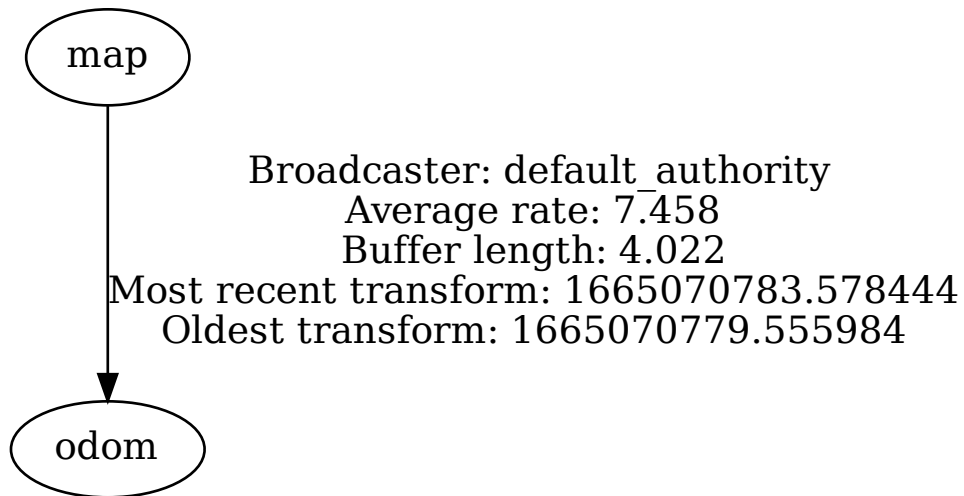 map
Broadcaster: default_authority
Average rate: 7.458
Buffer length: 4.022
Most recent transform: 1665070783.578444
Oldest transform: 1665070779.555984
odom